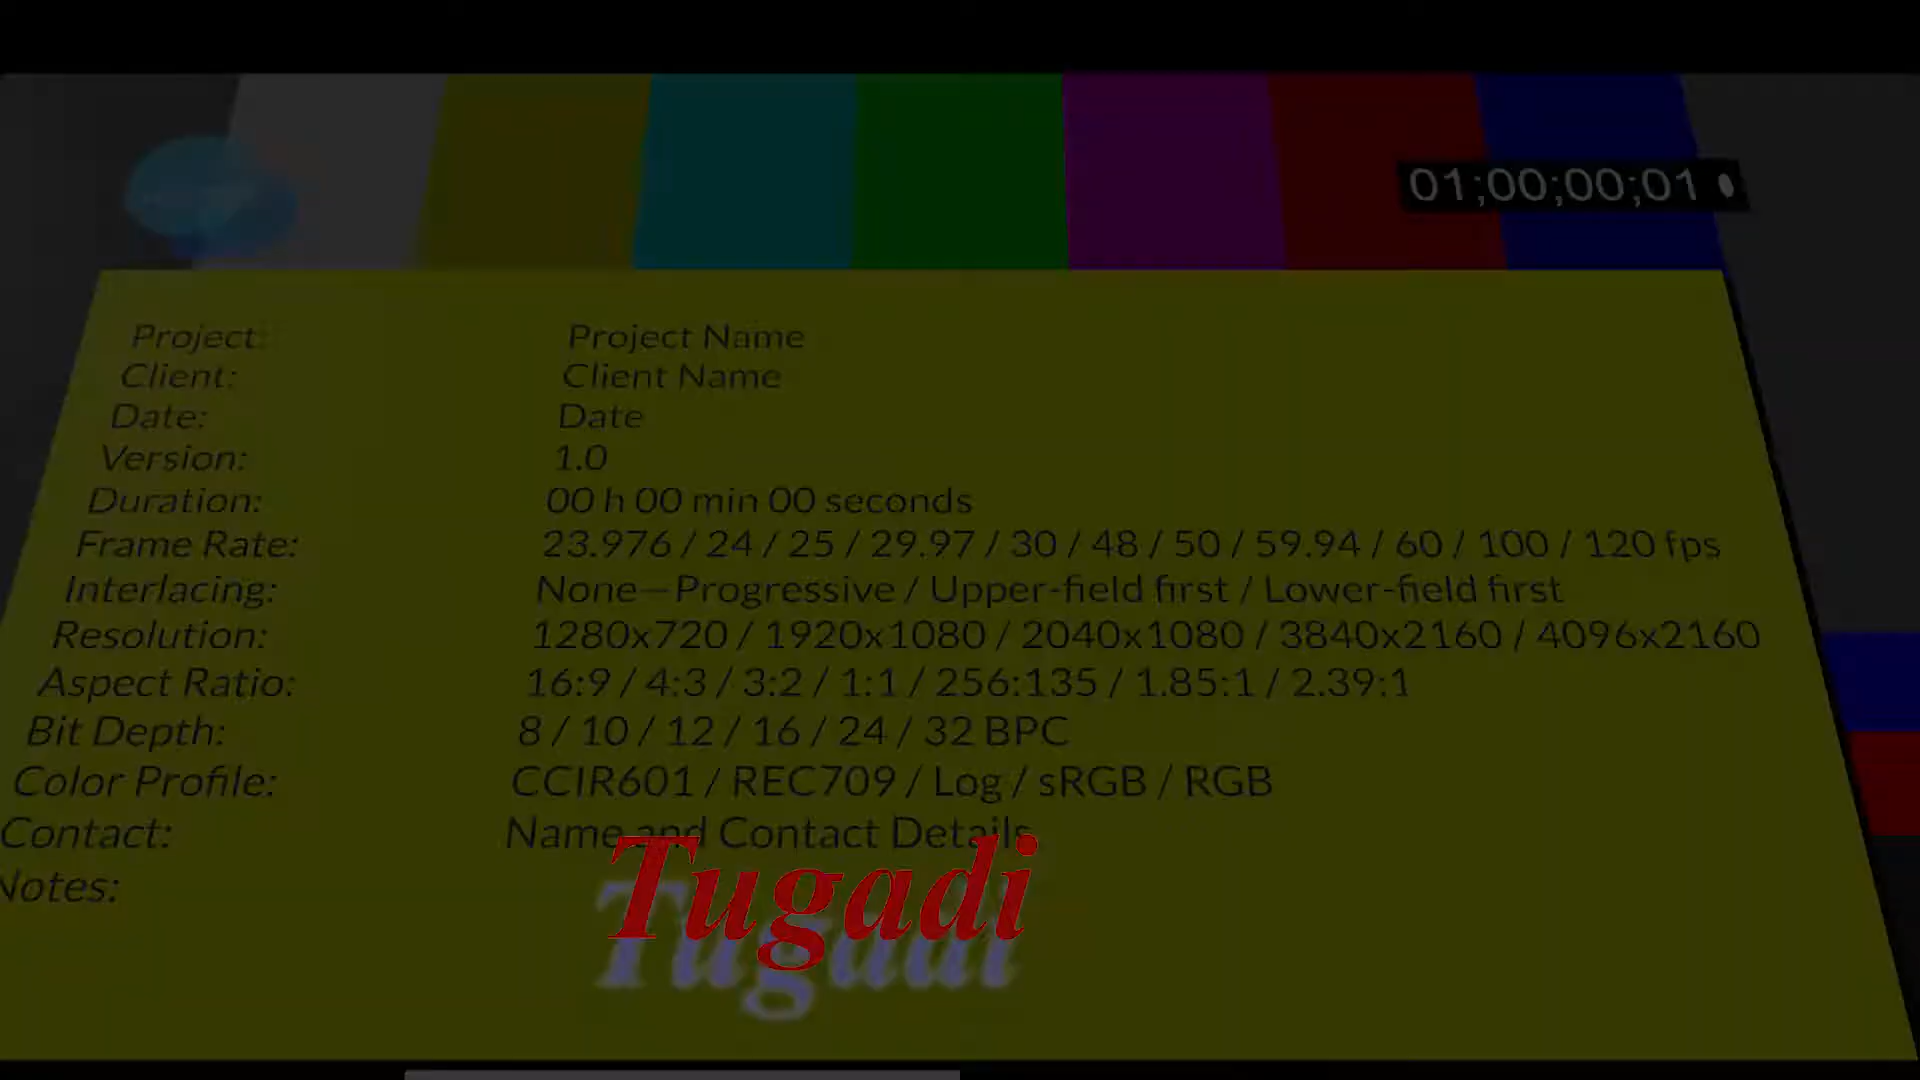 01;00;00;01
Project: Project Name
Client: Client Name
Date: Date
Version: 1.0
Duration: 00 h 00 min 00 seconds
Frame Rate: 23.976 / 24 / 25 / 29.97 / 30 / 48 / 50 / 59.94 / 60 / 100 / 120 fps
Interlacing: None—Progressive / Upper-field first / Lower-field first
Resolution: 1280x720 / 1920x1080 / 2040x1080 / 3840x2160 / 4096x2160
Aspect Ratio: 16:9 / 4:3 / 3:2 / 1:1 / 256:135 / 1.85:1 / 2.39:1
Bit Depth: 8 / 10 / 12 / 16 / 24 / 32 BPC
Color Profile: CCIR601 / REC709 / Log / sRGB / RGB
Contact: Name and Contact Details
Notes:
Tugadi